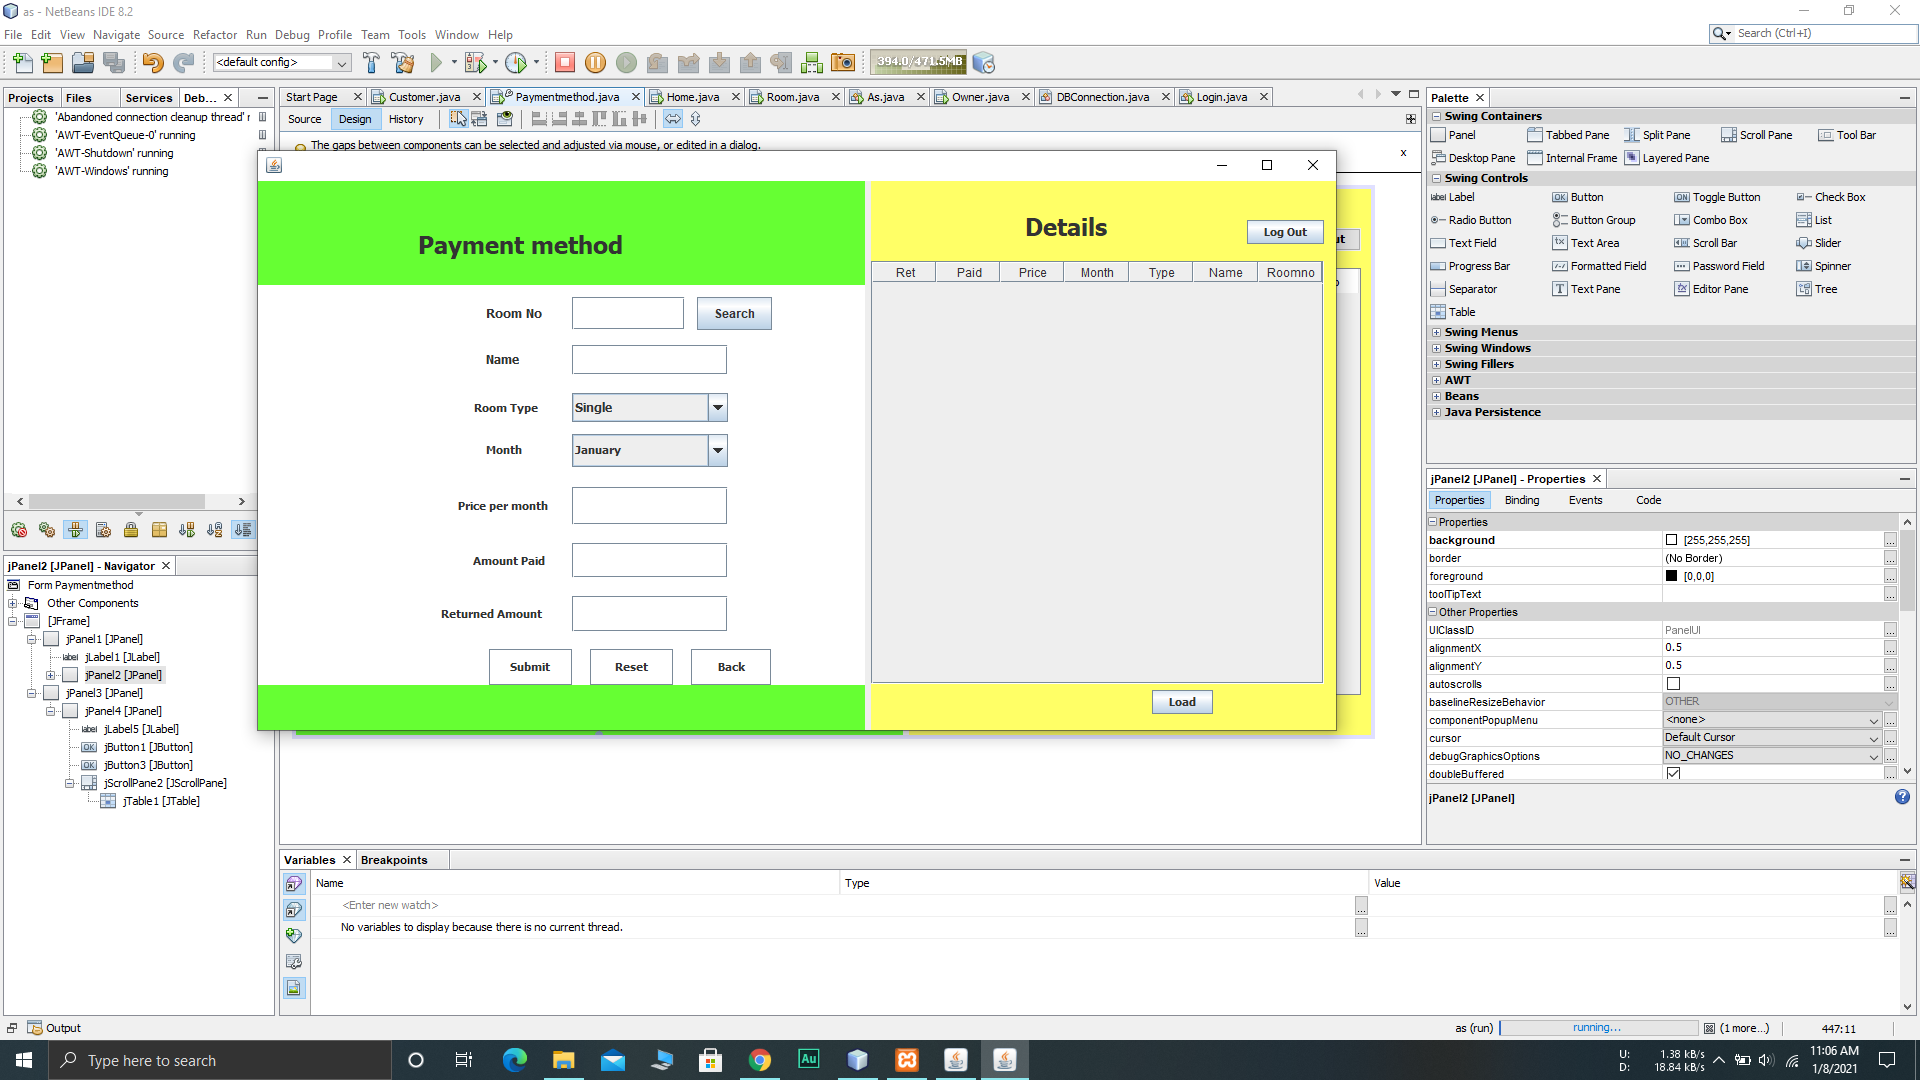 as - NetBeans IDE 8.2
File Edit View Navigate Source Refactor Run Debug Profile Team Tools Window Help
Search (Ctrl+I)
<default config>
394.0/471.5MB
Projects Files Services Deb...
Start Page Customer.java Paymentmethod.java Home.java Room.java As.java Owner.java DBConnection.java Login.java
Source Design History
The gaps between components can be selected and adjusted via mouse, or edited in a dialog.
x
'Abandoned connection cleanup thread' r
'AWT-EventQueue-0' running
'AWT-Shutdown' running
'AWT-Windows' running
Payment method
Room No
Search
Name
Room Type
Single
Month
January
Price per month
Amount Paid
Returned Amount
Submit Reset Back
Details
Log Out
ut
Ret Paid Price Month Type Name Roomno
Load
jPanel2 [JPanel] - Navigator
Form Paymentmethod
Other Components
[JFrame]
jPanel1 [JPanel]
label jLabel1 [JLabel]
jPanel2 [JPanel]
jPanel3 [JPanel]
jPanel4 [JPanel]
label jLabel5 [JLabel]
OK jButton1 [JButton]
OK jButton3 [JButton]
jScrollPane2 [JScrollPane]
jTable1 [JTable]
Palette
Swing Containers
Panel Tabbed Pane Split Pane Scroll Pane Tool Bar
Desktop Pane Internal Frame Layered Pane
Swing Controls
label Label OK Button ON Toggle Button Check Box
Radio Button Button Group Combo Box List
Text Field Text Area Scroll Bar Slider
Progress Bar Formatted Field Password Field Spinner
Separator Text Pane Editor Pane Tree
Table
Swing Menus
Swing Windows
Swing Fillers
AWT
Beans
Java Persistence
jPanel2 [JPanel] - Properties
Properties Binding Events Code
Properties
background [255,255,255]
border (No Border)
foreground [0,0,0]
toolTipText
Other Properties
UIClassID PanelUI
alignmentX 0.5
alignmentY 0.5
autoscrolls
baselineResizeBehavior OTHER
componentPopupMenu <none>
cursor Default Cursor
debugGraphicsOptions NO_CHANGES
doubleBuffered
jPanel2 [JPanel]
Variables Breakpoints
Name Type Value
<Enter new watch>
No variables to display because there is no current thread.
Output
as (run) running... (1 more...) 447:11
Type here to search
Au
U: 1.38 kB/s
D: 18.84 kB/s
11:06 AM
1/8/2021